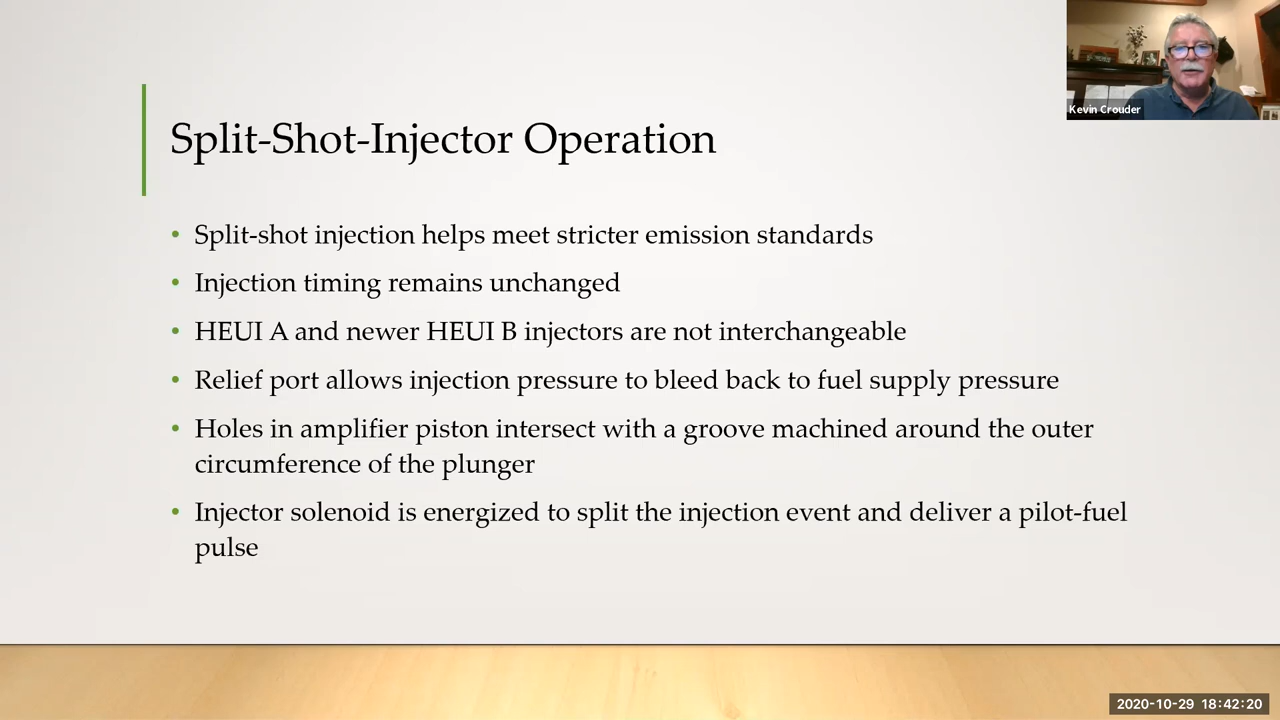 Kevin Crouder
Split-Shot-Injector Operation
• Split-shot injection helps meet stricter emission standards
• Injection timing remains unchanged
• HEUI A and newer HEUI B injectors are not interchangeable
• Relief port allows injection pressure to bleed back to fuel supply pressure
• Holes in amplifier piston intersect with a groove machined around the outer
circumference of the plunger
• Injector solenoid is energized to split the injection event and deliver a pilot-fuel
pulse
2020-10-29 18:42:20